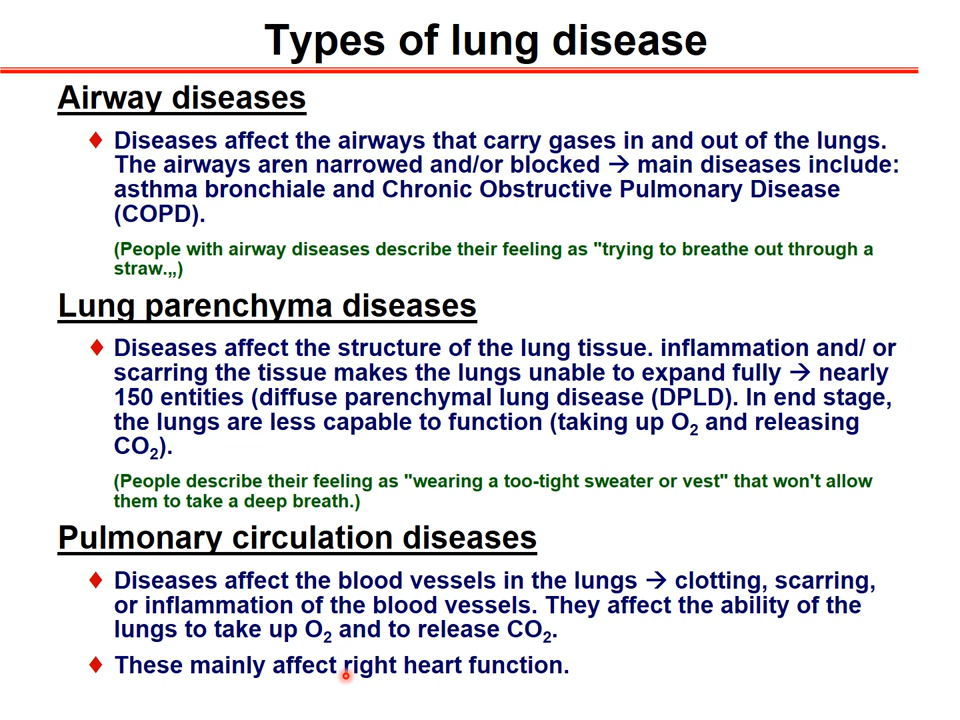 Types of lung disease
Airway diseases
♦ Diseases affect the airways that carry gases in and out of the lungs.
The airways aren narrowed and/or blocked → main diseases include:
asthma bronchiale and Chronic Obstructive Pulmonary Disease
(COPD).
(People with airway diseases describe their feeling as "trying to breathe out through a
straw.„)
Lung parenchyma diseases
♦ Diseases affect the structure of the lung tissue. inflammation and/ or
scarring the tissue makes the lungs unable to expand fully → nearly
150 entities (diffuse parenchymal lung disease (DPLD). In end stage,
the lungs are less capable to function (taking up O₂ and releasing
CO₂).
(People describe their feeling as "wearing a too-tight sweater or vest" that won't allow
them to take a deep breath.)
Pulmonary circulation diseases
♦ Diseases affect the blood vessels in the lungs → clotting, scarring,
or inflammation of the blood vessels. They affect the ability of the
lungs to take up O₂ and to release CO₂.
♦ These mainly affect right heart function.